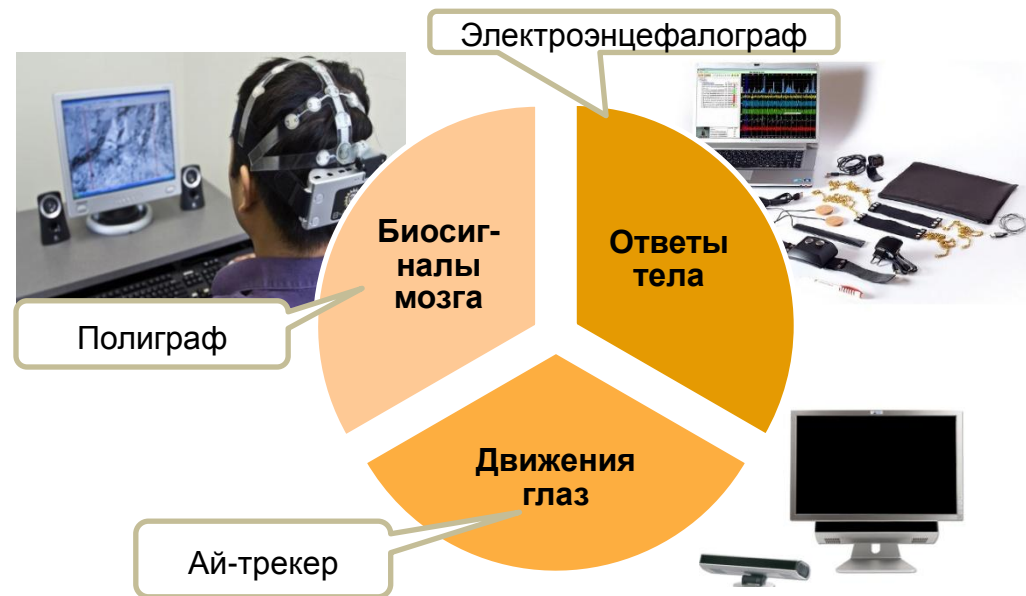 Электроэнцефалограф
Биосиг-
налы
мозга
Ответы
тела
Полиграф
Движения
глаз
Ай-трекер